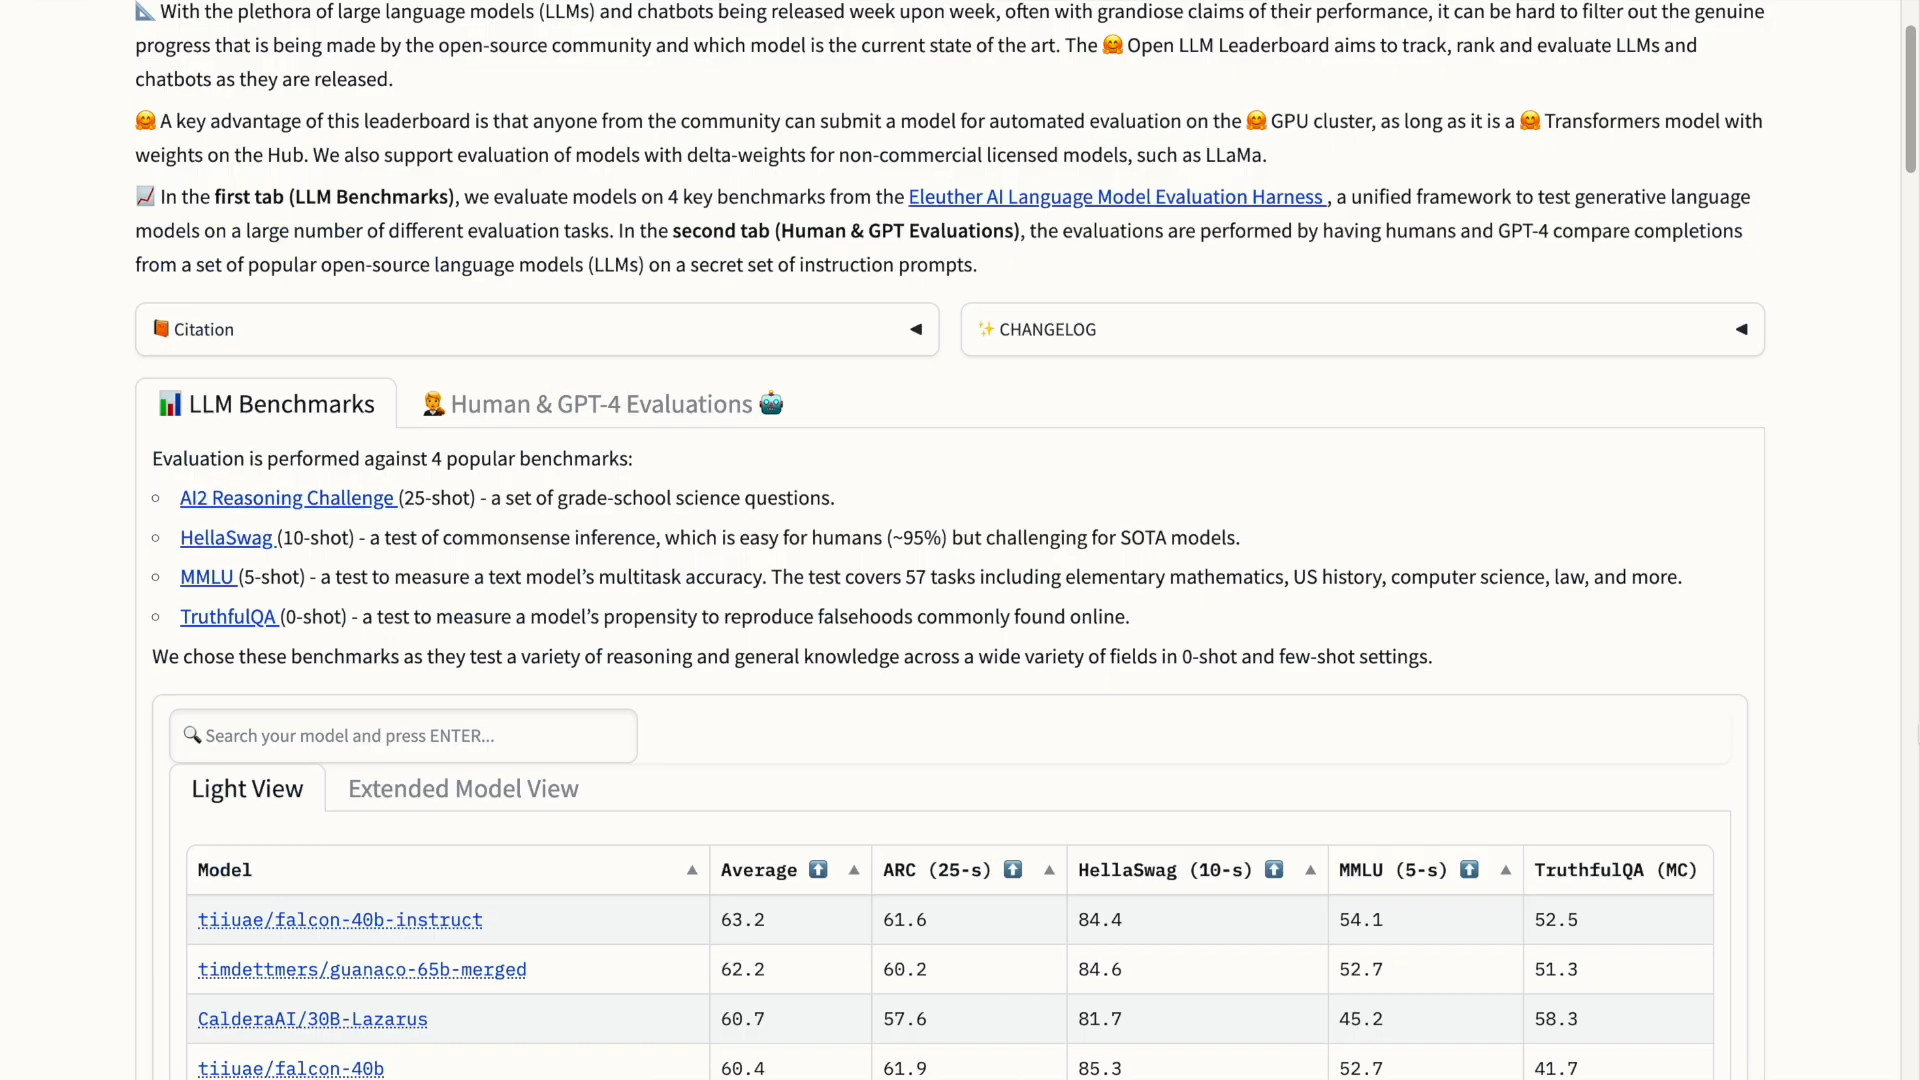 📐 With the plethora of large language models (LLMs) and chatbots being released week upon week, often with grandiose claims of their performance, it can be hard to filter out the genuine
progress that is being made by the open-source community and which model is the current state of the art. The 🤗 Open LLM Leaderboard aims to track, rank and evaluate LLMs and
chatbots as they are released.
🤗 A key advantage of this leaderboard is that anyone from the community can submit a model for automated evaluation on the 🤗 GPU cluster, as long as it is a 🤗 Transformers model with
weights on the Hub. We also support evaluation of models with delta-weights for non-commercial licensed models, such as LLaMa.
📈 In the first tab (LLM Benchmarks), we evaluate models on 4 key benchmarks from the Eleuther AI Language Model Evaluation Harness , a unified framework to test generative language
models on a large number of different evaluation tasks. In the second tab (Human & GPT Evaluations), the evaluations are performed by having humans and GPT-4 compare completions
from a set of popular open-source language models (LLMs) on a secret set of instruction prompts.
📙 Citation ◀ ✨ CHANGELOG ◀
📊 LLM Benchmarks 🧑‍⚖️ Human & GPT-4 Evaluations 🤖
Evaluation is performed against 4 popular benchmarks:
○ AI2 Reasoning Challenge (25-shot) - a set of grade-school science questions.
○ HellaSwag (10-shot) - a test of commonsense inference, which is easy for humans (~95%) but challenging for SOTA models.
○ MMLU (5-shot) - a test to measure a text model’s multitask accuracy. The test covers 57 tasks including elementary mathematics, US history, computer science, law, and more.
○ TruthfulQA (0-shot) - a test to measure a model’s propensity to reproduce falsehoods commonly found online.
We chose these benchmarks as they test a variety of reasoning and general knowledge across a wide variety of fields in 0-shot and few-shot settings.
🔍 Search your model and press ENTER...
Light View Extended Model View
Model ▲ Average ⬆️ ▲ ARC (25-s) ⬆️ ▲ HellaSwag (10-s) ⬆️ ▲ MMLU (5-s) ⬆️ ▲ TruthfulQA (MC)
tiiuae/falcon-40b-instruct 63.2 61.6 84.4 54.1 52.5
timdettmers/guanaco-65b-merged 62.2 60.2 84.6 52.7 51.3
CalderaAI/30B-Lazarus 60.7 57.6 81.7 45.2 58.3
tiiuae/falcon-40b 60.4 61.9 85.3 52.7 41.7